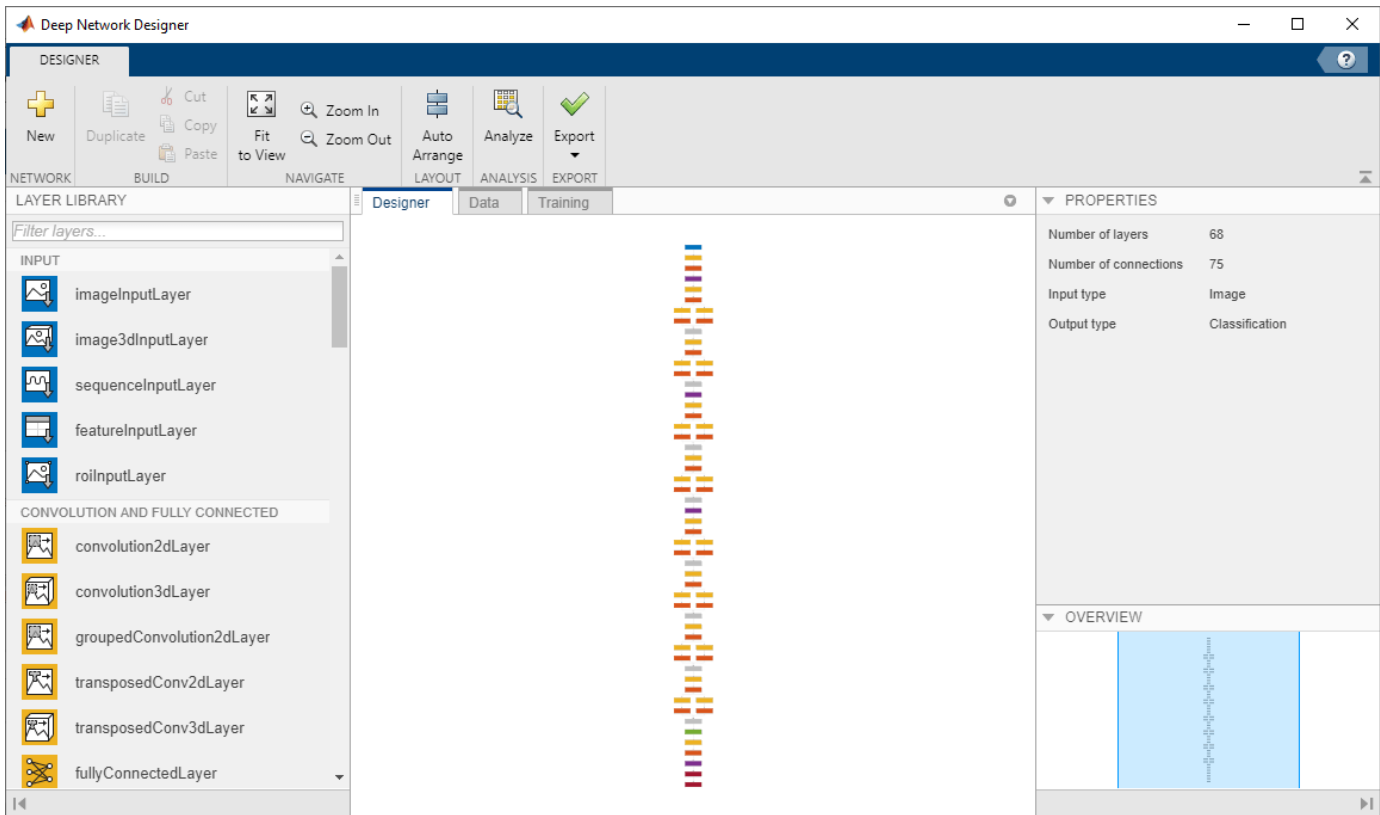 Deep Network Designer
DESIGNER
?
New
Duplicate
Cut
Copy
Paste
Fit
to View
Zoom In
Zoom Out
Auto
Arrange
Analyze
Export
NETWORK
BUILD
NAVIGATE
LAYOUT
ANALYSIS
EXPORT
LAYER LIBRARY
Filter layers...
INPUT
imageInputLayer
image3dInputLayer
sequenceInputLayer
featureInputLayer
roiInputLayer
CONVOLUTION AND FULLY CONNECTED
convolution2dLayer
convolution3dLayer
groupedConvolution2dLayer
transposedConv2dLayer
transposedConv3dLayer
fullyConnectedLayer
Designer
Data
Training
PROPERTIES
Number of layers 68
Number of connections 75
Input type Image
Output type Classification
OVERVIEW